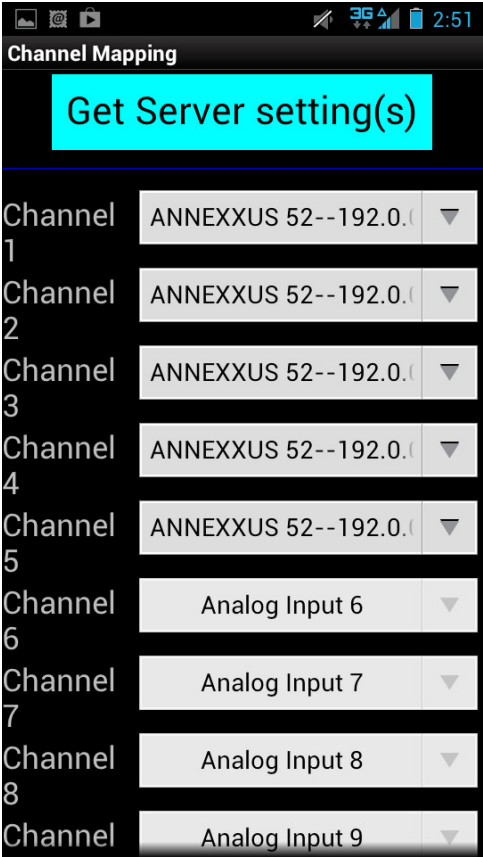 3G 2:51
Channel Mapping
Get Server setting(s)
Channel 1 ANNEXXUS 52--192.0.
Channel 2 ANNEXXUS 52--192.0.
Channel 3 ANNEXXUS 52--192.0.
Channel 4 ANNEXXUS 52--192.0.
Channel 5 ANNEXXUS 52--192.0.
Channel 6 Analog Input 6
Channel 7 Analog Input 7
Channel 8 Analog Input 8
Channel Analog Input 9